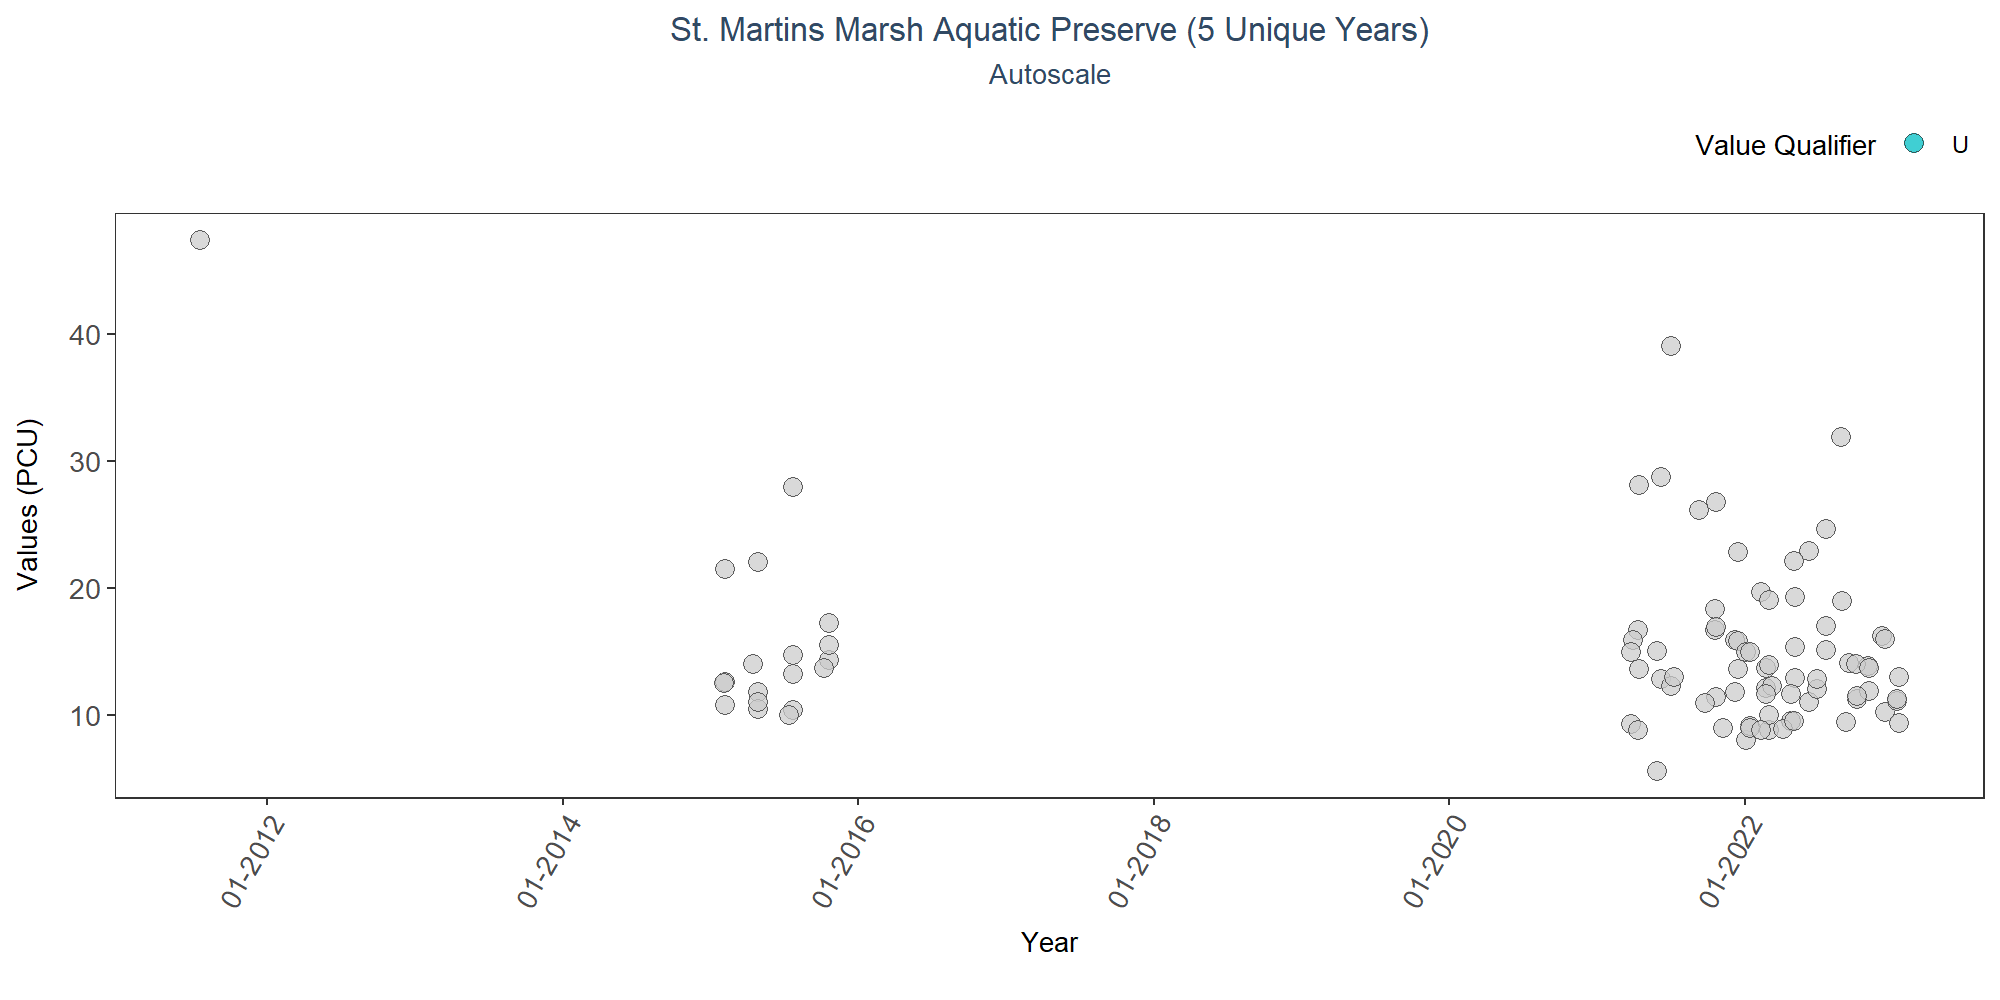 St. Martins Marsh Aquatic Preserve (5 Unique Years)
Autoscale
Value Qualifier U
Values (PCU)
40
30
20
10
01-2012 01-2014 01-2016 01-2018 01-2020 01-2022
Year